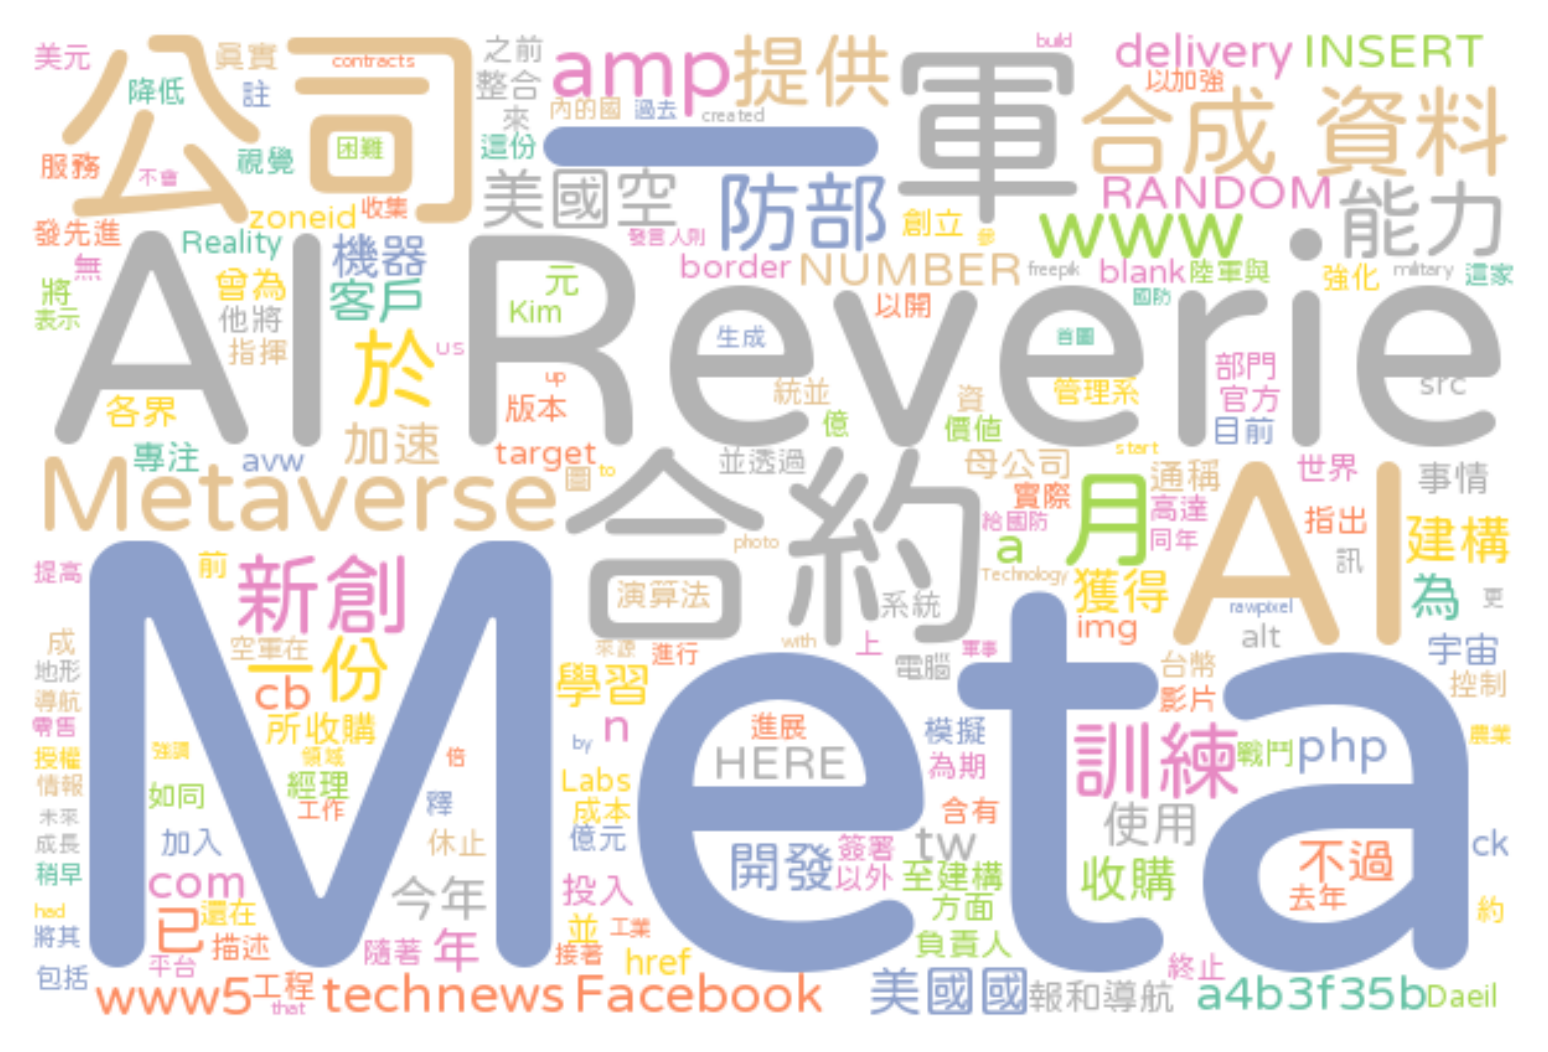 美元
公司
眞實
contracts
之前
amp
提供
軍
build
delivery
INSERT
降低
註
整合
以加強
來
內的國
過去
created
合成
資料
服務
不會
視覺
困難
這份
一
收集
美國空
防部
RANDOM
能力
發先進
zoneid
Reality
機器
發言人則
創立
參
www
無
border
NUMBER
freepik
blank
陸軍與
強化
military
這家
將
曾為
客戶
元
Kim
以開
國防
表示
他將
AI Reverie
指揮
於
us
生成
首圖
部門
up
統並
資
管理系
官方
src
各界
版本
億
價値
目前
加速
專注
avw
target
並透過
start
母公司
通稱
世界
事情
Metaverse
圖
to
合約
實際
月
高達
AI
指出
建構
給國防
a
同年
photo
訊
提高
前
新創
Technology
演算法
系統
獲得
rawpixel
為
更
img
alt
成
空軍在
一份
來源
進行
with
上
軍事
宇宙
地形
電腦
台幣
Meta
cb
學習
控制
導航
影片
零售
所收購
n
進展
模擬
訓練
農業
強調
領域
倍
by
HERE
為期
戰鬥
php
授權
情報
經理
Labs
如同
工作
釋
成本
含有
使用
未來
成長
加入
休止
億元
開發
簽署
tw
不過
ck
稍早
com
今年
投入
以外
至建構
收購
去年
had
已
還在
並
工業
方面
約
將其
描述
隨著
年
接著
負責人
包括
平台
href
終止
www5
工程
that
technews
Facebook
美國國
報和導航
a4b3f35b
Daeil